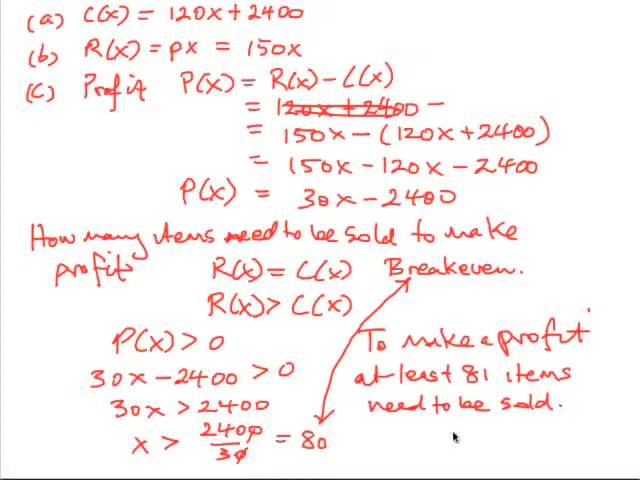 (a) C(x) = 120x + 2400
(b) R(x) = px = 150x
(c) Profit P(x) = R(x) - C(x)
= 120x + 2400 -
= 150x - (120x + 2400)
= 150x - 120x - 2400
P(x) = 30x - 2400
How many items need to be sold to make
profit
R(x) = C(x) Breakeven.
R(x) > C(x)
P(x) > 0
30x - 2400 > 0
30x > 2400
x > 2400/30 = 80
To make a profit
at least 81 items
need to be sold.